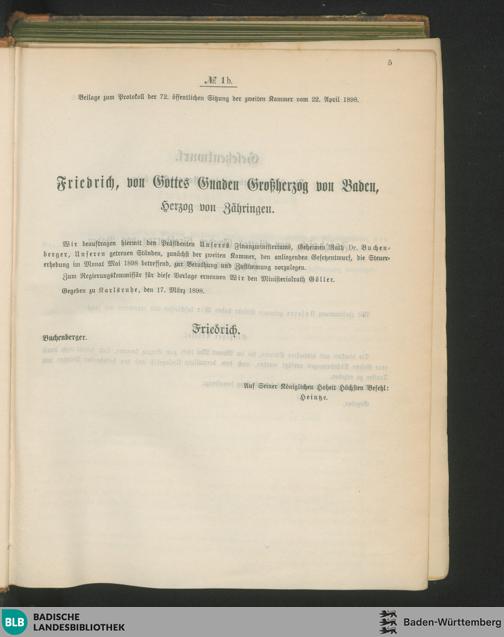 5
№ 1b.
Beilage zum Protokoll der 72. öffentlichen Sitzung der zweiten Kammer vom 22. April 1898.
Friedrich, von Gottes Gnaden Großherzog von Baden,
Herzog von Zähringen.
Wir beauftragen hiermit den Präsidenten Unseres Finanzministeriums, Geheimen Rath Dr. Buchen-
berger, Unseren getreuen Ständen, zunächst der zweiten Kammer, den anliegenden Gesetzentwurf, die Steuer-
erhebung im Monat Mai 1898 betreffend, zur Berathung und Zustimmung vorzulegen.
Zum Regierungskommissär für diese Vorlage ernennen Wir den Ministerialrath Göller.
Gegeben zu Karlsruhe, den 17. März 1898.
Friedrich.
Buchenberger.
Auf Seiner Königlichen Hoheit Höchsten Befehl:
Heintze.
BLB BADISCHE
LANDESBIBLIOTHEK
Baden-Württemberg